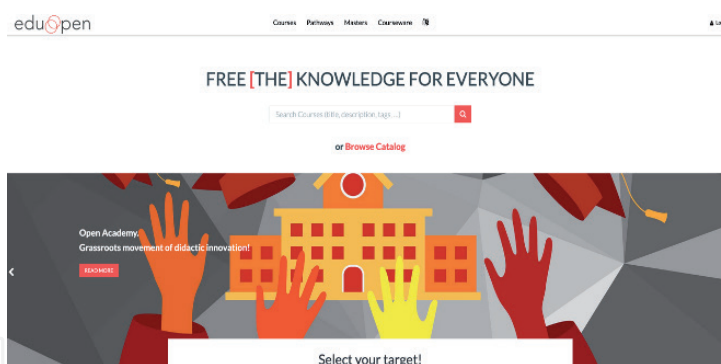 eduopen
Courses Pathways Masters Courseware
FREE [THE] KNOWLEDGE FOR EVERYONE
Search Courses (title, description, tags ...)
or Browse Catalog
Open Academy.
Grassroots movement of didactic innovation!
READ MORE
Select your target!